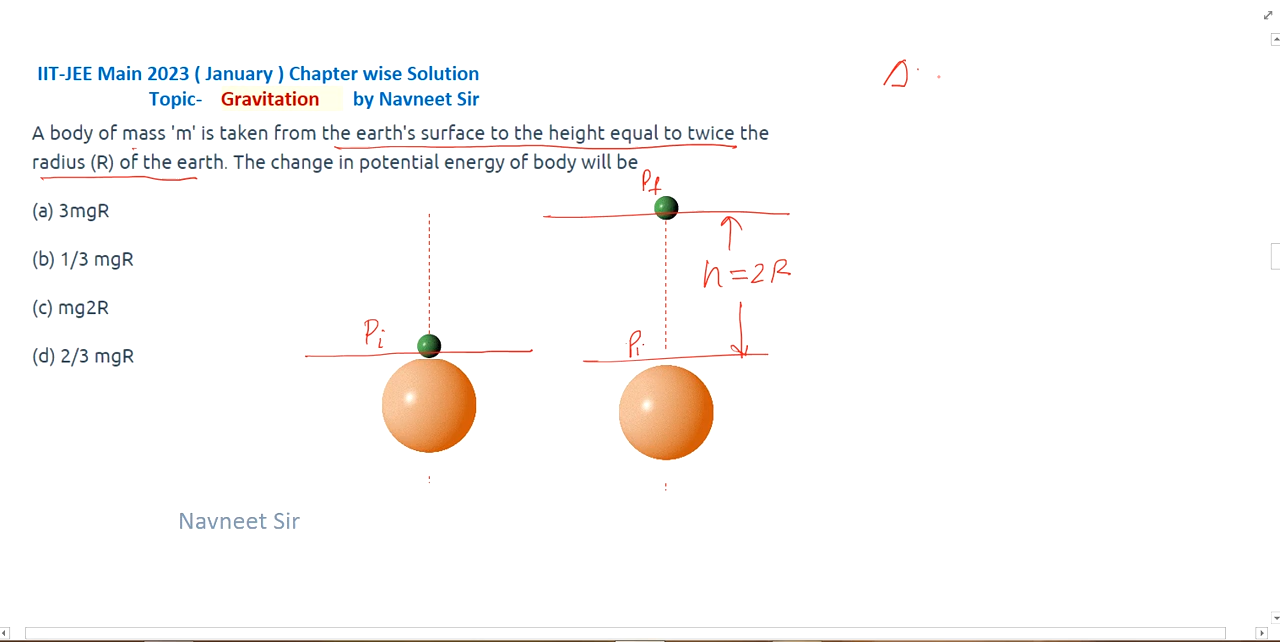 IIT-JEE Main 2023 ( January ) Chapter wise Solution
Topic- Gravitation by Navneet Sir
A body of mass 'm' is taken from the earth's surface to the height equal to twice the
radius (R) of the earth. The change in potential energy of body will be
(a) 3mgR
(b) 1/3 mgR
(c) mg2R
(d) 2/3 mgR
Pf
h=2R
Pi
Pi
Navneet Sir
Δ